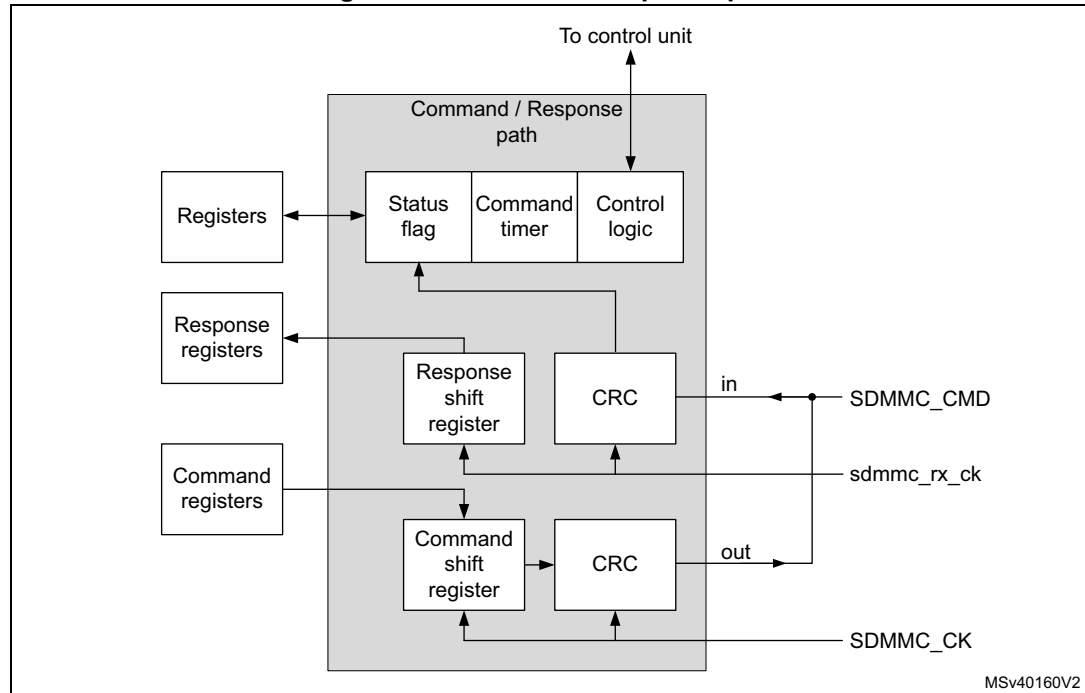 To control unit
Command / Response
path
Registers
Status
flag
Command
timer
Control
logic
Response
registers
Response
shift
register
CRC
in
SDMMC_CMD
sdmmc_rx_ck
Command
registers
Command
shift
register
CRC
out
SDMMC_CK
MSv40160V2